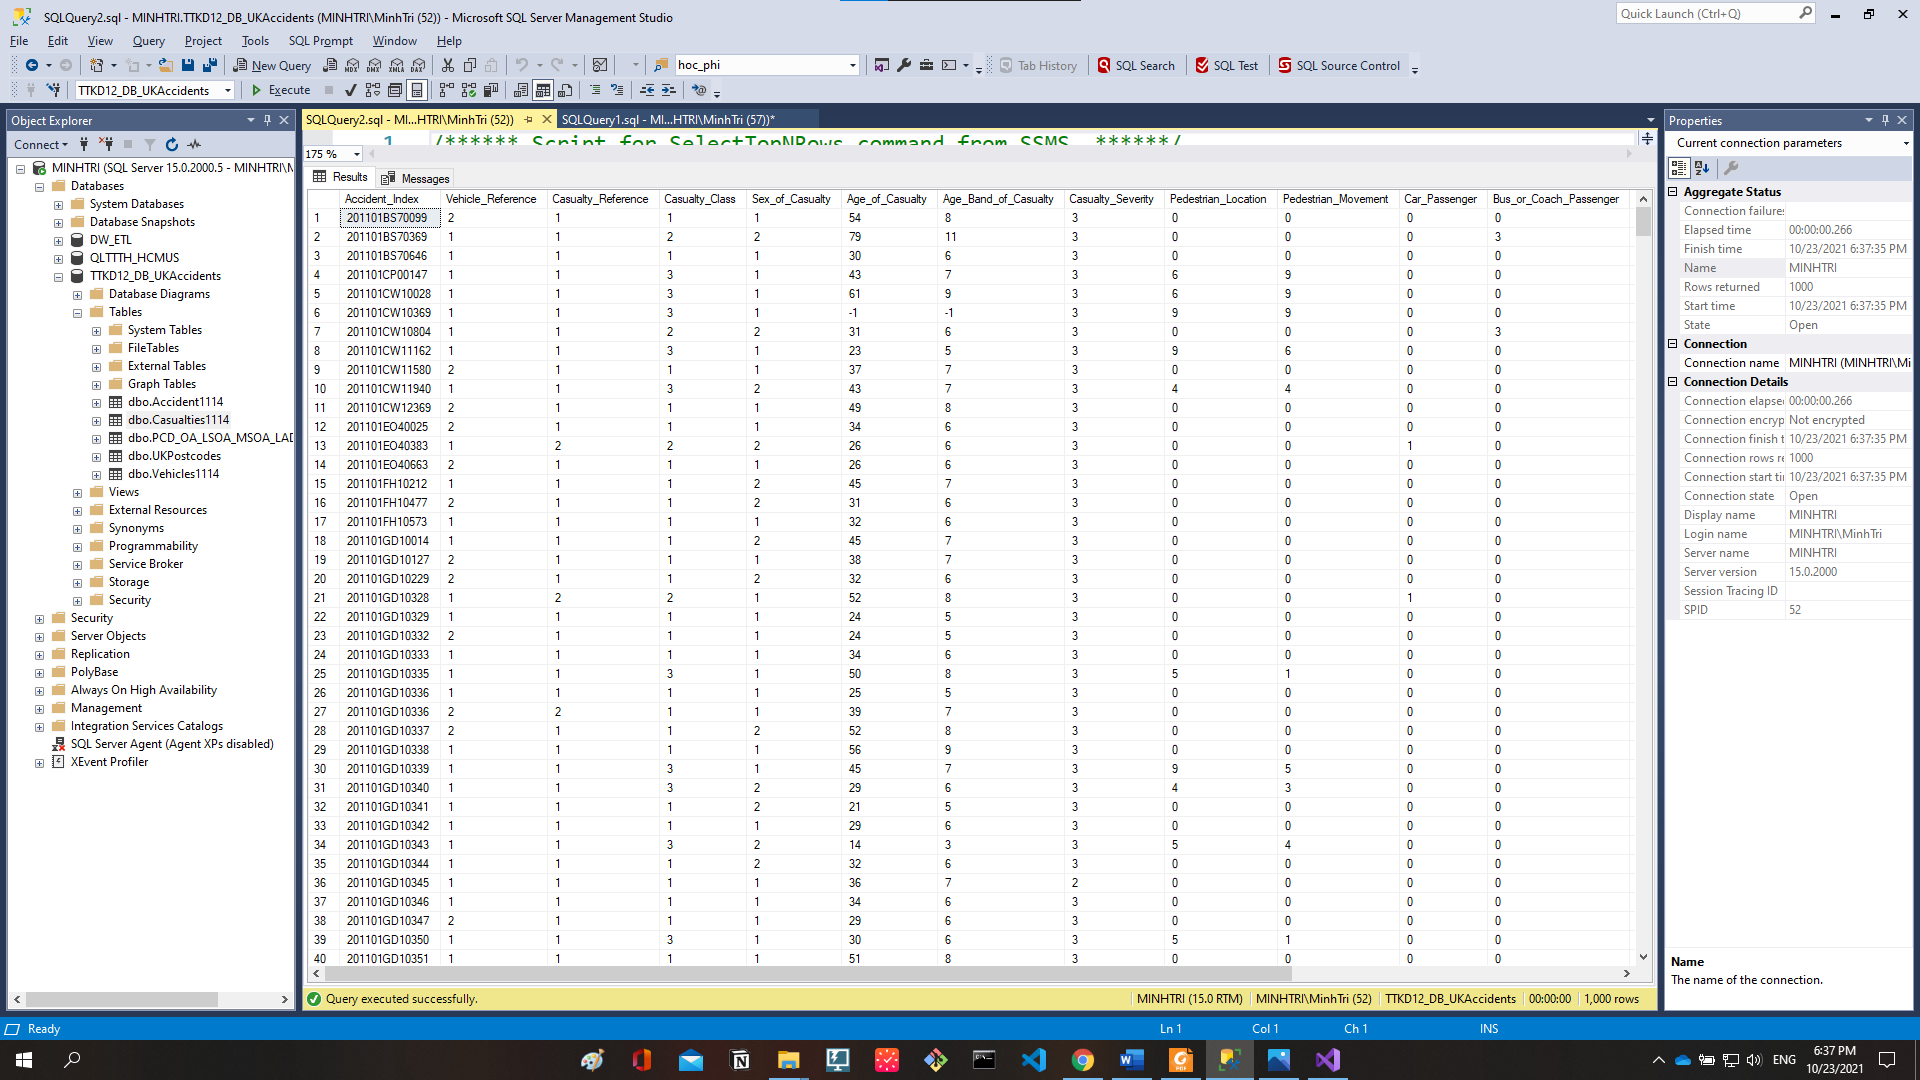 SQLQuery2.sql - MINHTRI.TTKD12_DB_UKAccidents (MINHTRI\MinhTri (52)) - Microsoft SQL Server Management Studio
Quick Launch (Ctrl+Q)
File Edit View Query Project Tools SQL Prompt Window Help
New Query MDX DMX XMLA DAX hoc_phi Tab History SQL Search SQL Test SQL Source Control
TTKD12_DB_UKAccidents Execute
Object Explorer
Connect
MINHTRI (SQL Server 15.0.2000.5 - MINHTRI\M
Databases
System Databases
Database Snapshots
DW_ETL
QLTTTH_HCMUS
TTKD12_DB_UKAccidents
Database Diagrams
Tables
System Tables
FileTables
External Tables
Graph Tables
dbo.Accident1114
dbo.Casualties1114
dbo.PCD_OA_LSOA_MSOA_LAD
dbo.UKPostcodes
dbo.Vehicles1114
Views
External Resources
Synonyms
Programmability
Service Broker
Storage
Security
Security
Server Objects
Replication
PolyBase
Always On High Availability
Management
Integration Services Catalogs
SQL Server Agent (Agent XPs disabled)
XEvent Profiler
SQLQuery2.sql - MI...HTRI\MinhTri (52)) SQLQuery1.sql - MI...HTRI\MinhTri (57))*
1 /****** Script for SelectTopNRows command from SSMS ******/
175 %
Results Messages
Accident_Index Vehicle_Reference Casualty_Reference Casualty_Class Sex_of_Casualty Age_of_Casualty Age_Band_of_Casualty Casualty_Severity Pedestrian_Location Pedestrian_Movement Car_Passenger Bus_or_Coach_Passenger
1 201101BS70099 2 1 1 1 54 8 3 0 0 0 0
2 201101BS70369 1 1 2 2 79 11 3 0 0 0 3
3 201101BS70646 1 1 1 1 30 6 3 0 0 0 0
4 201101CP00147 1 1 3 1 43 7 3 6 9 0 0
5 201101CW10028 1 1 3 1 61 9 3 6 9 0 0
6 201101CW10369 1 1 3 1 -1 -1 3 9 9 0 0
7 201101CW10804 1 1 2 2 31 6 3 0 0 0 3
8 201101CW11162 1 1 3 1 23 5 3 9 6 0 0
9 201101CW11580 2 1 1 1 37 7 3 0 0 0 0
10 201101CW11940 1 1 3 2 43 7 3 4 4 0 0
11 201101CW12369 2 1 1 1 49 8 3 0 0 0 0
12 201101EO40025 2 1 1 1 34 6 3 0 0 0 0
13 201101EO40383 1 2 2 2 26 6 3 0 0 1 0
14 201101EO40663 2 1 1 1 26 6 3 0 0 0 0
15 201101FH10212 1 1 1 2 45 7 3 0 0 0 0
16 201101FH10477 2 1 1 2 31 6 3 0 0 0 0
17 201101FH10573 1 1 1 1 32 6 3 0 0 0 0
18 201101GD10014 1 1 1 2 45 7 3 0 0 0 0
19 201101GD10127 2 1 1 1 38 7 3 0 0 0 0
20 201101GD10229 2 1 1 2 32 6 3 0 0 0 0
21 201101GD10328 1 2 2 1 52 8 3 0 0 1 0
22 201101GD10329 1 1 1 1 24 5 3 0 0 0 0
23 201101GD10332 2 1 1 1 24 5 3 0 0 0 0
24 201101GD10333 1 1 1 1 34 6 3 0 0 0 0
25 201101GD10335 1 1 3 1 50 8 3 5 1 0 0
26 201101GD10336 1 1 1 1 25 5 3 0 0 0 0
27 201101GD10336 2 2 1 1 39 7 3 0 0 0 0
28 201101GD10337 2 1 1 2 52 8 3 0 0 0 0
29 201101GD10338 1 1 1 1 56 9 3 0 0 0 0
30 201101GD10339 1 1 3 1 45 7 3 9 5 0 0
31 201101GD10340 1 1 3 2 29 6 3 4 3 0 0
32 201101GD10341 1 1 1 2 21 5 3 0 0 0 0
33 201101GD10342 1 1 1 1 29 6 3 0 0 0 0
34 201101GD10343 1 1 3 2 14 3 3 5 4 0 0
35 201101GD10344 1 1 1 2 32 6 3 0 0 0 0
36 201101GD10345 1 1 1 1 36 7 2 0 0 0 0
37 201101GD10346 1 1 1 1 34 6 3 0 0 0 0
38 201101GD10347 2 1 1 1 29 6 3 0 0 0 0
39 201101GD10350 1 1 3 1 30 6 3 5 1 0 0
40 201101GD10351 1 1 1 1 51 8 3 0 0 0 0
Query executed successfully. MINHTRI (15.0 RTM) MINHTRI\MinhTri (52) TTKD12_DB_UKAccidents 00:00:00 1,000 rows
Properties
Current connection parameters
Aggregate Status
Connection failures
Elapsed time 00:00:00.266
Finish time 10/23/2021 6:37:35 PM
Name MINHTRI
Rows returned 1000
Start time 10/23/2021 6:37:35 PM
State Open
Connection
Connection name MINHTRI (MINHTRI\Mi
Connection Details
Connection elapse 00:00:00.266
Connection encryp Not encrypted
Connection finish t 10/23/2021 6:37:35 PM
Connection rows re 1000
Connection start ti 10/23/2021 6:37:35 PM
Connection state Open
Display name MINHTRI
Login name MINHTRI\MinhTri
Server name MINHTRI
Server version 15.0.2000
Session Tracing ID
SPID 52
Name
The name of the connection.
Ready Ln 1 Col 1 Ch 1 INS
ENG 6:37 PM
10/23/2021